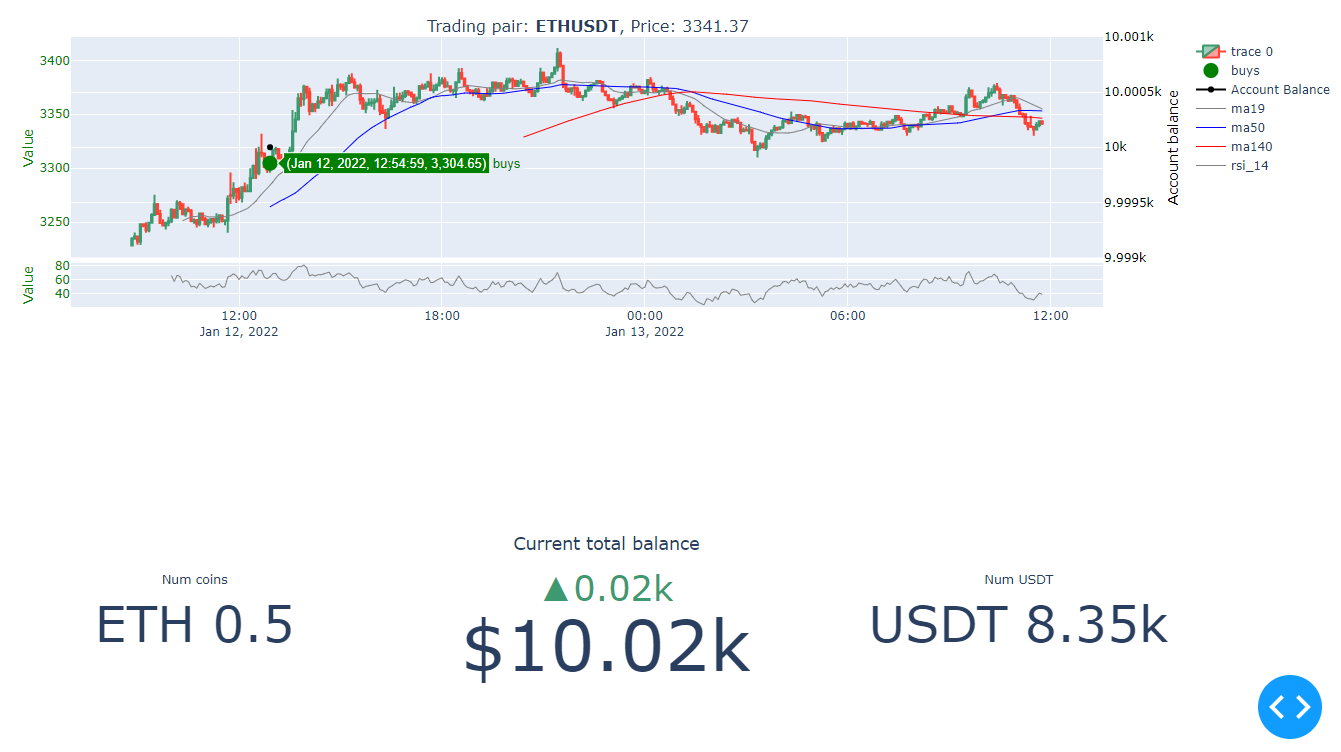 Trading pair: ETHUSDT, Price: 3341.37
3400
3350
3300
3250
Value
(Jan 12, 2022, 12:54:59, 3,304.65) buys
10.001k
10.0005k
10k
9.9995k
9.999k
Account balance
trace 0
buys
Account Balance
ma19
ma50
ma140
rsi_14
80
60
40
Value
12:00
Jan 12, 2022
18:00
00:00
Jan 13, 2022
06:00
12:00
Current total balance
▲0.02k
$10.02k
Num coins
ETH 0.5
Num USDT
USDT 8.35k